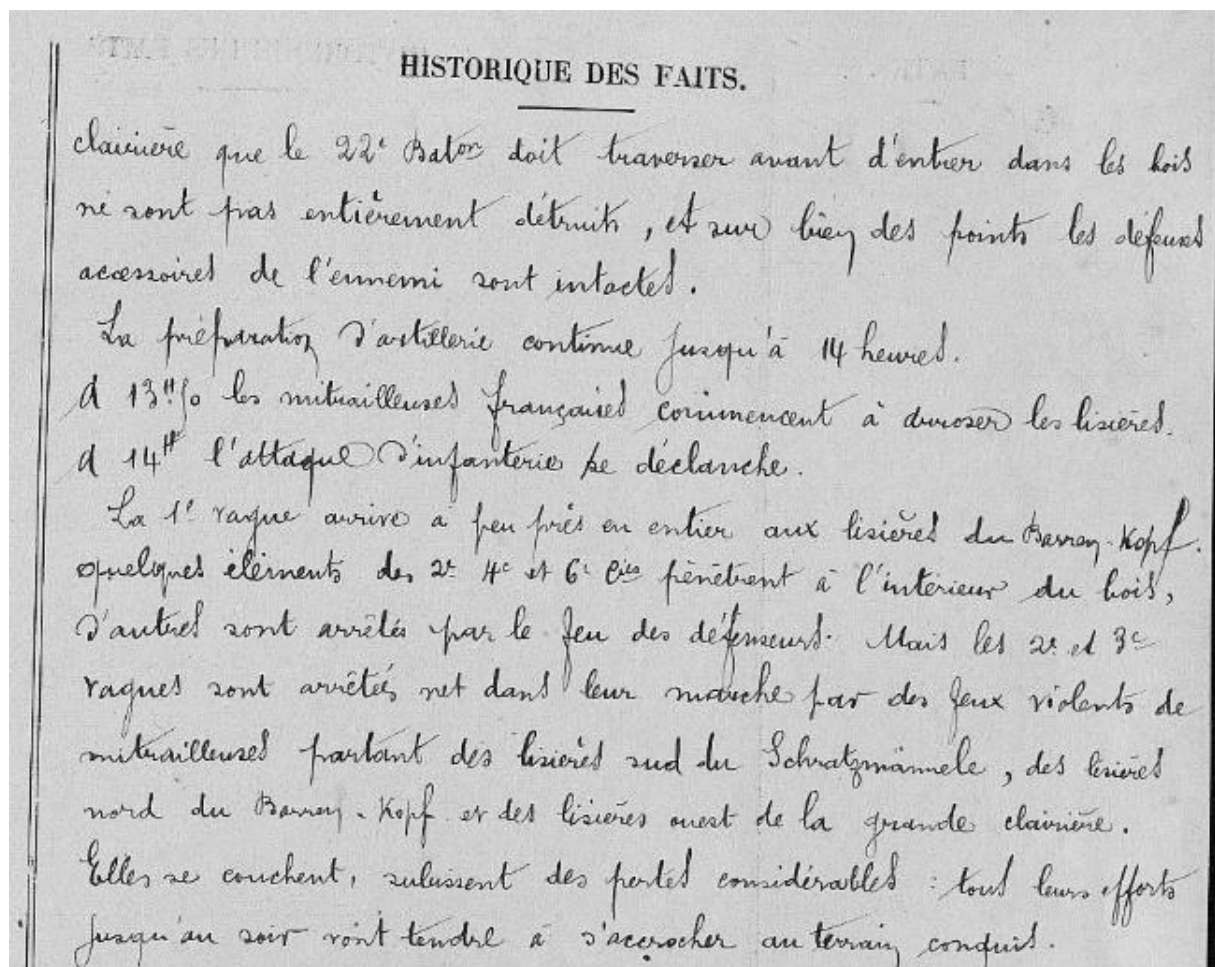 HISTORIQUE DES FAITS.
clairière que le 22e Baton doit traverser avant d'entrer dans les bois
ne sont pas entièrement détruits, et sur bien des points les défenses
accessoires de l'ennemi sont intactes.
La préparation d'artillerie continue jusqu'à 14 heures.
A 13H50 les mitrailleuses françaises commencent à arroser les lisières.
A 14H l'attaque d'infanterie se déclanche.
La 1e vague arrive à peu près en entier aux lisières du Barren-Kopf.
Quelques éléments des 2e 4e et 6e Cies pénètrent à l'intérieur du bois,
d'autres sont arrêtés par le feu des défenseurs. Mais les 2e et 3e
vagues sont arrêtées net dans leur marche par des feux violents de
mitrailleuses partant des lisières sud du Schratzmännele, des lisières
nord du Barren-Kopf et des lisières ouest de la grande clairière.
Elles se couchent, subissent des pertes considérables : tous leurs efforts
jusqu'au soir vont tendre à s'accrocher au terrain conquis.